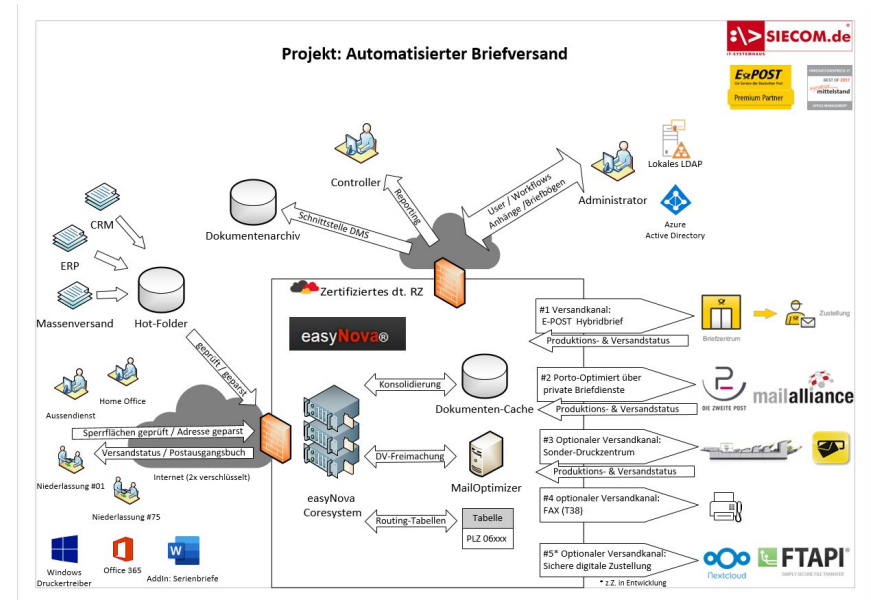 Projekt: Automatisierter Briefversand
SIECOM.de
IT-SYSTEMHAUS
E-POST
Premium Partner
BEST OF 2017
mittelstand
OFFICE MANAGEMENT
Controller
Reporting
User / Workflows
Anhänge /Briefbögen
Administrator
Lokales LDAP
Azure
Active Directory
Dokumentenarchiv
Schnittstelle DMS
CRM
ERP
Massenversand
Hot-Folder
geprüft / geparst
Zertifiziertes dt. RZ
easyNova®
#1 Versandkanal:
E-POST Hybridbrief
Produktions- & Versandstatus
Briefzentrum
Zustellung
Konsolidierung
Dokumenten-Cache
#2 Porto-Optimiert über
private Briefdienste
Produktions- & Versandstatus
DIE ZWEITE POST
mailalliance
Aussendienst
Home Office
Sperrflächen geprüft / Adresse geparst
Versandstatus / Postausgangsbuch
Internet (2x verschlüsselt)
Niederlassung #01
Niederlassung #75
easyNova
Coresystem
DV-Freimachung
MailOptimizer
#3 Optionaler Versandkanal:
Sonder-Druckzentrum
Produktions- & Versandstatus
Routing-Tabellen
Tabelle
PLZ 06xxx
#4 optionaler Versandkanal:
FAX (T38)
#5* Optionaler Versandkanal:
Sichere digitale Zustellung
* z.Z. in Entwicklung
Nextcloud
FTAPI®
SIMPLY SECURE FILE TRANSFER
Windows
Druckertreiber
Office 365
AddIn: Serienbriefe